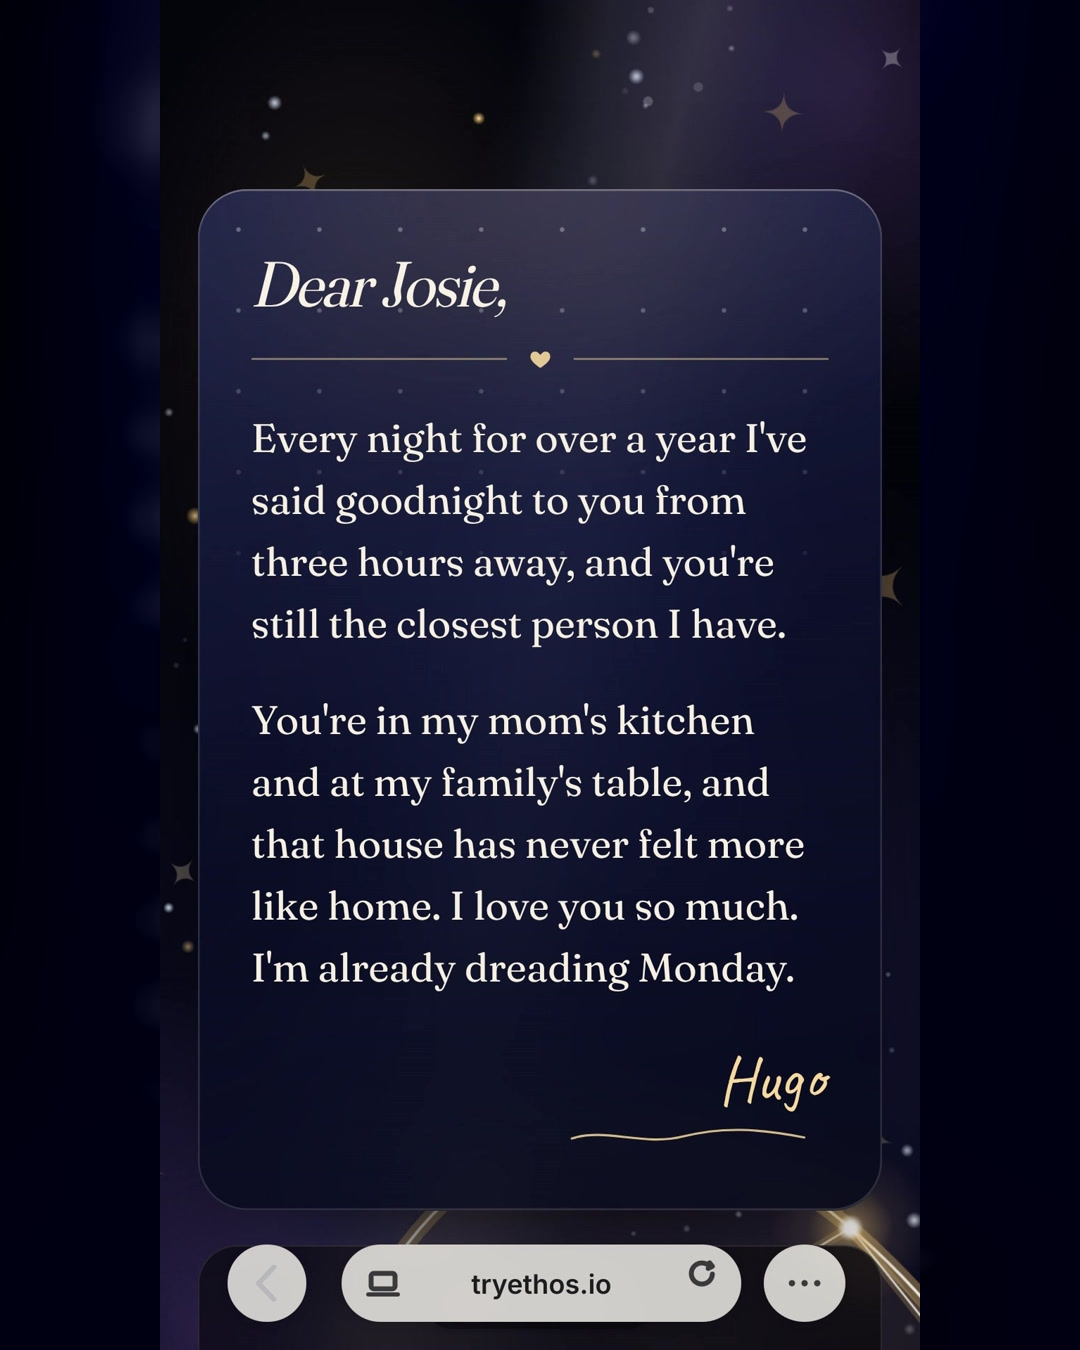 Dear Josie,
Every night for over a year I've
said goodnight to you from
three hours away, and you're
still the closest person I have.
You're in my mom's kitchen
and at my family's table, and
that house has never felt more
like home. I love you so much.
I'm already dreading Monday.
Hugo
tryethos.io